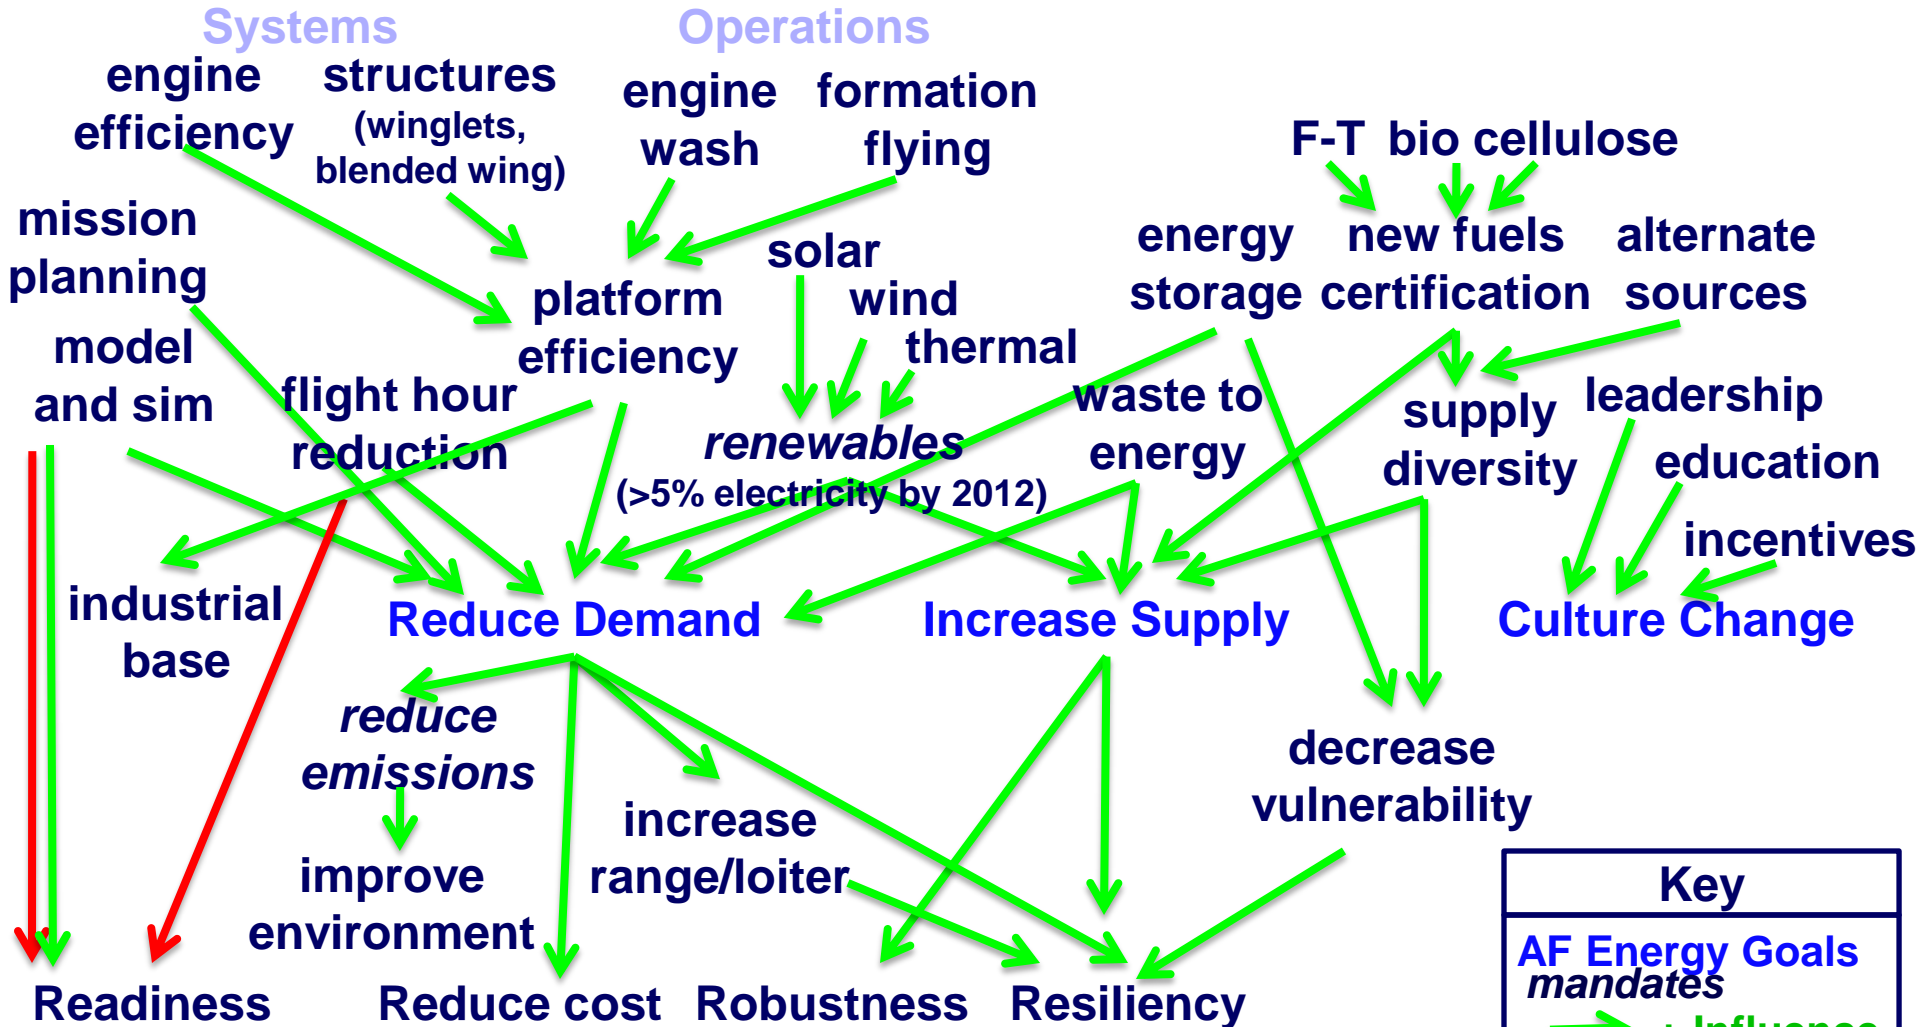 Systems
Operations
engine
efficiency
structures
(winglets,
blended wing)
engine
wash
formation
flying
F-T bio cellulose
mission
planning
solar
energy
storage
new fuels
certification
alternate
sources
platform
efficiency
wind
thermal
model
and sim
flight hour
reduction
renewables
(>5% electricity by 2012)
waste to
energy
supply
diversity
leadership
education
incentives
industrial
base
Reduce Demand
Increase Supply
Culture Change
reduce
emissions
decrease
vulnerability
increase
range/loiter
improve
environment
Readiness
Reduce cost
Robustness
Resiliency
Key
AF Energy Goals
mandates
+ Influence